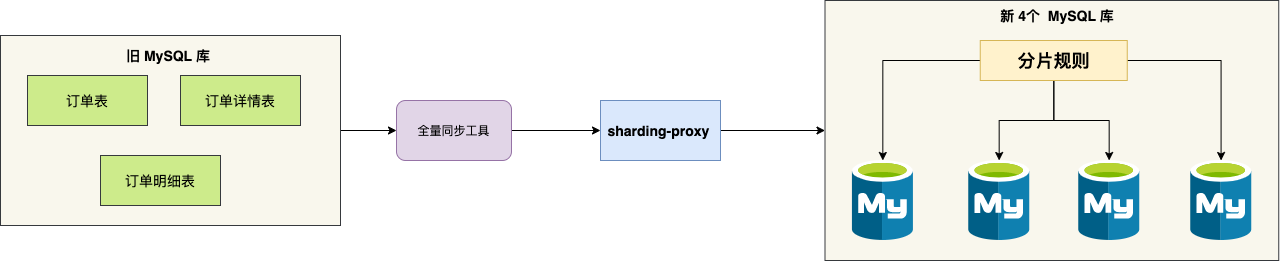 旧 MySQL 库
订单表
订单详情表
订单明细表
全量同步工具
sharding-proxy
新 4个 MySQL 库
分片规则
My
My
My
My